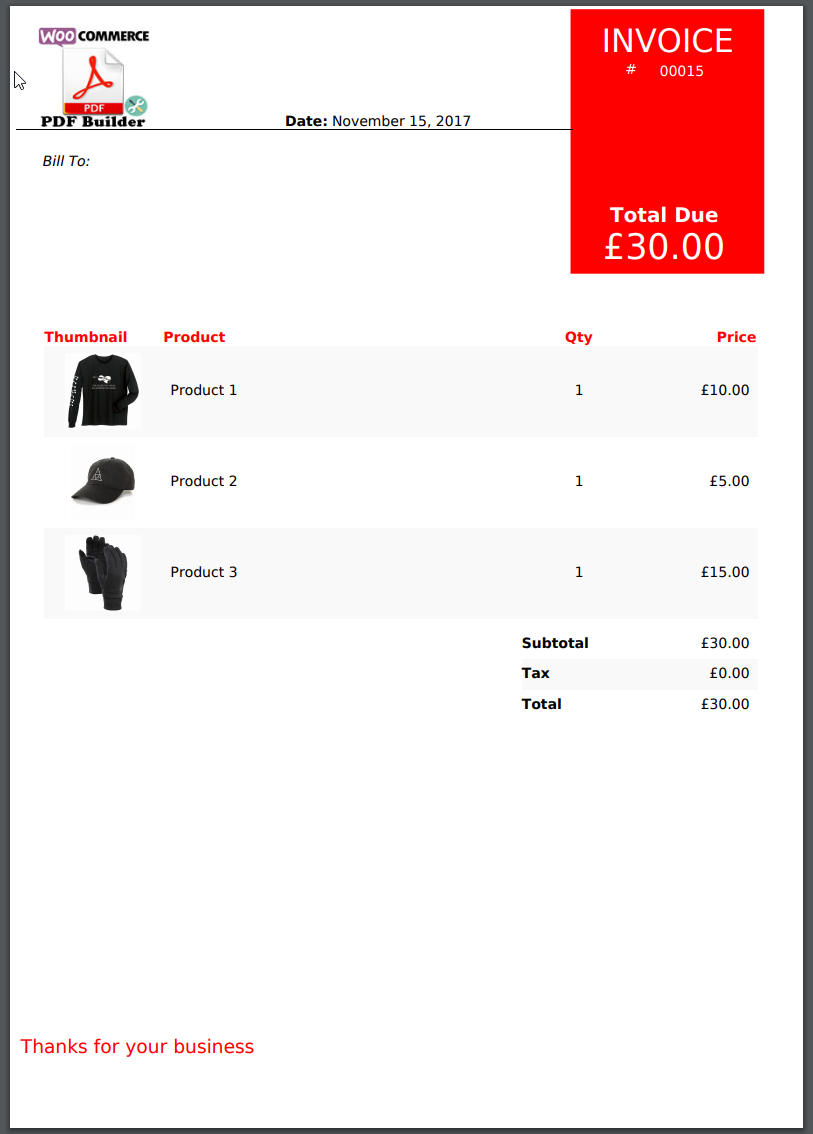 WOO COMMERCE
PDF
PDF Builder
INVOICE
# 00015
Date: November 15, 2017
Bill To:
Total Due
£30.00
Thumbnail Product Qty Price
Product 1 1 £10.00
Product 2 1 £5.00
Product 3 1 £15.00
Subtotal £30.00
Tax £0.00
Total £30.00
Thanks for your business